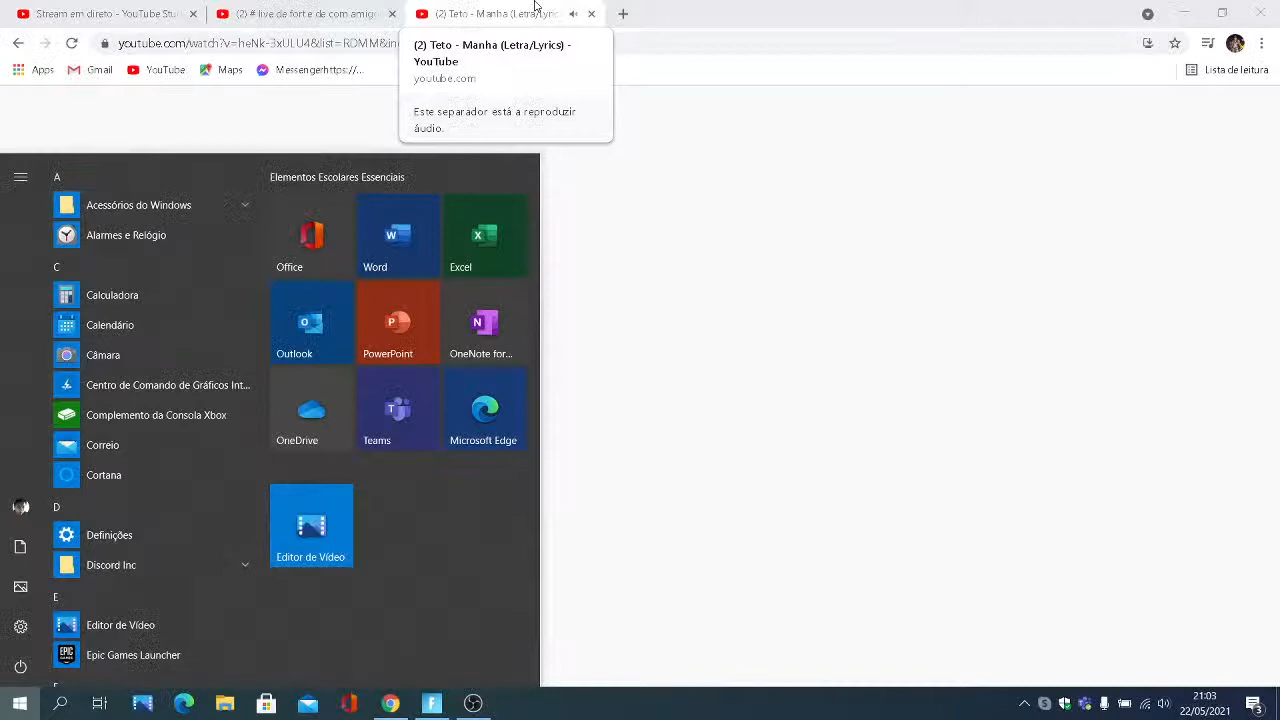 Stream em direto - YouTube Stu
(2) # live de fortnite com amigo
(2) Teto - Manha (Letra/Lyric
youtube.com/watch?v=heNk-3xULU4&list=RDMM&in
Apps
Gmail
YouTube
Maps
Messengerhttps://...
Lista de leitura
(2) Teto - Manha (Letra/Lyrics) -
YouTube
youtube.com
Este separador está a reproduzir
áudio.
A
Acessórios do Windows
Alarmes e Relógio
C
Calculadora
Calendário
Câmara
Centro de Comando de Gráficos Int...
Complemento da Consola Xbox
Correio
Cortana
D
Definições
Discord Inc
E
Editor de Vídeo
Epic Games Launcher
Elementos Escolares Essenciais
Office
Word
Excel
Outlook
PowerPoint
OneNote for...
OneDrive
Teams
Microsoft Edge
Editor de Vídeo
21:03
22/05/2021